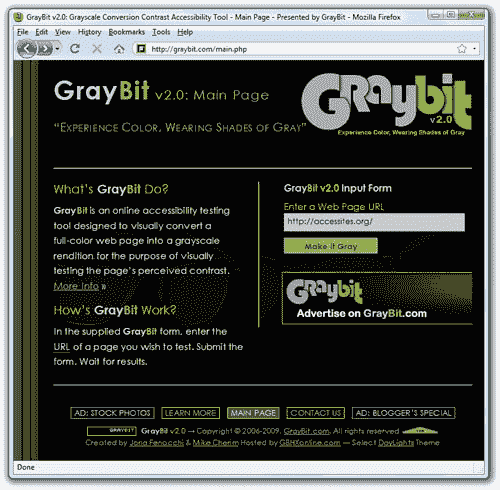 GrayBit v2.0: Grayscale Conversion Contrast Accessibility Tool - Main Page - Presented by GrayBit - Mozilla Firefox
File Edit View History Bookmarks Tools Help
http://graybit.com/main.php
GrayBit v2.0: Main Page
Graybit
v2.0
Experience Color, Wearing Shades of Gray
“Experience Color, Wearing Shades of Gray”
What's GrayBit Do?
GrayBit is an online accessibility testing
tool designed to visually convert a
full-color web page into a grayscale
rendition for the purpose of visually
testing the page's perceived contrast.
More Info »
How's GrayBit Work?
In the supplied GrayBit form, enter the
URL of a page you wish to test. Submit the
form. Wait for results.
GrayBit v2.0 Input Form
Enter a Web Page URL
http://accessites.org/
Make it Gray
Graybit
Advertise on GrayBit.com
AD: STOCK PHOTOS LEARN MORE MAIN PAGE CONTACT US AD: BLOGGER'S SPECIAL
GRAYBIT GrayBit v2.0 → Copyright © 2006-2009, GrayBit.com. All rights reserved
Created by Jona Fenocchi & Mike Cherim Hosted by GBHXonline.com — Select DayLights Theme
Done